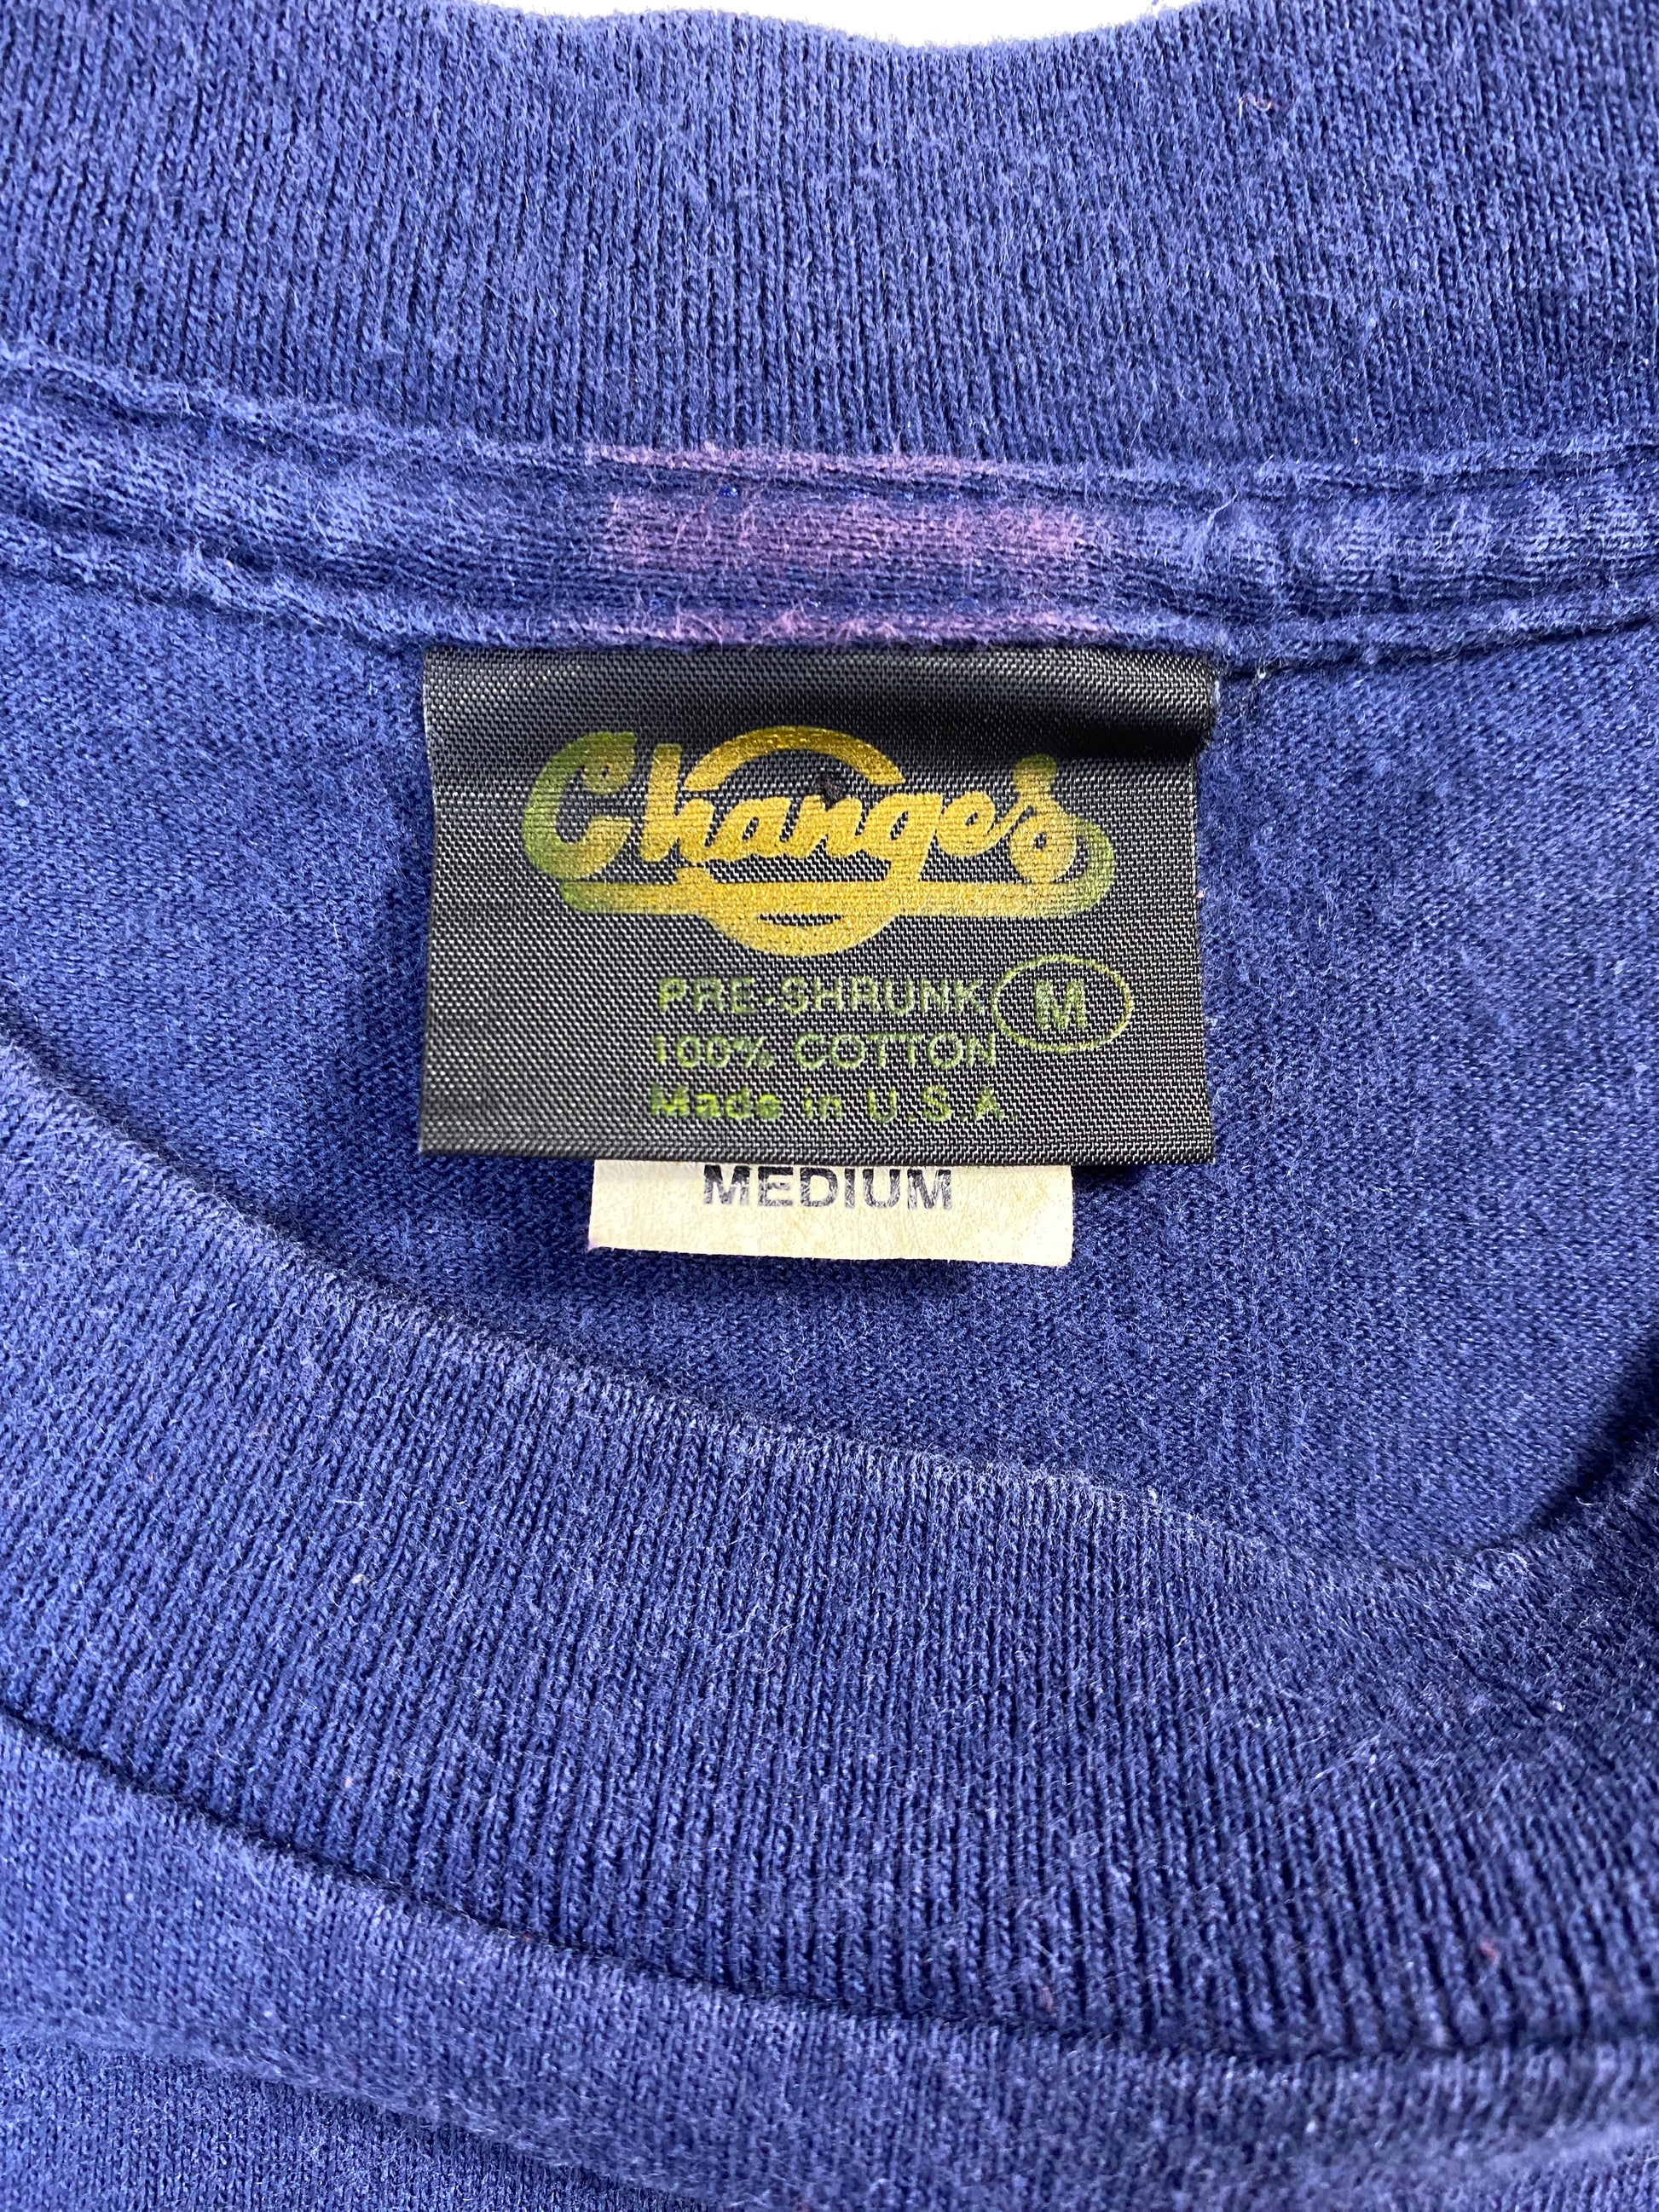 Changes
PRE-SHRUNK M
100% COTTON
Made in U.S.A.
MEDIUM